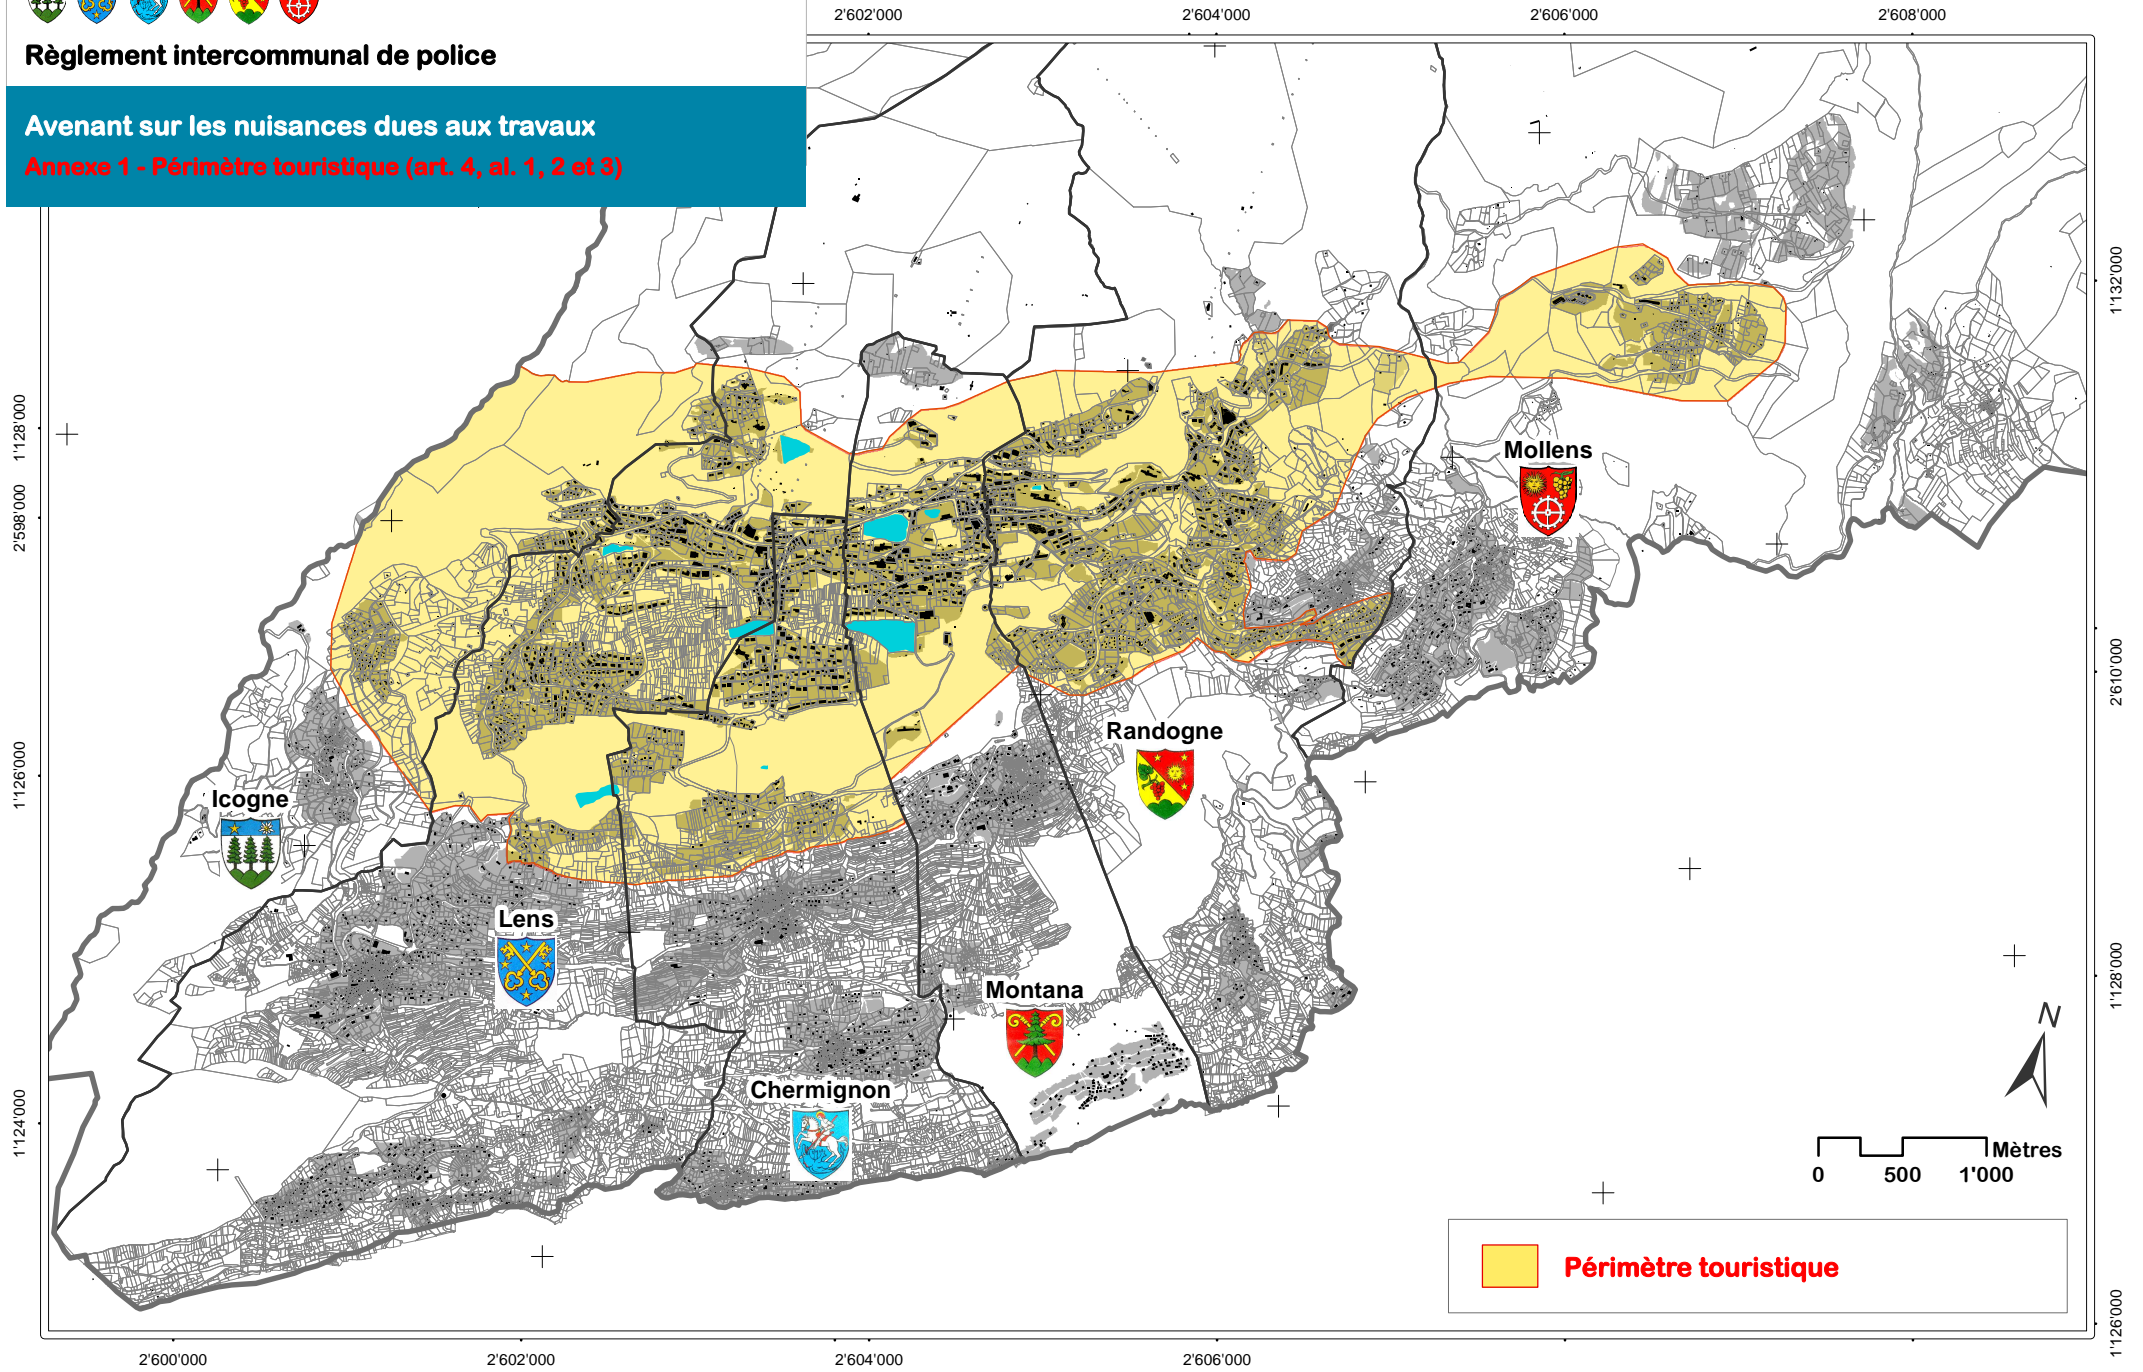 2'602'000
2'604'000
2'606'000
2'608'000
Règlement intercommunal de police
Avenant sur les nuisances dues aux travaux
Annexe 1 - Périmètre touristique (art. 4, al. 1, 2 et 3)
1'132'000
1'128'000
2'598'000
Mollens
2'610'000
Randogne
1'126'000
Icogne
Lens
Montana
1'128'000
N
Chermignon
1'124'000
Mètres
0 500 1'000
Périmètre touristique
1'126'000
2'600'000
2'602'000
2'604'000
2'606'000